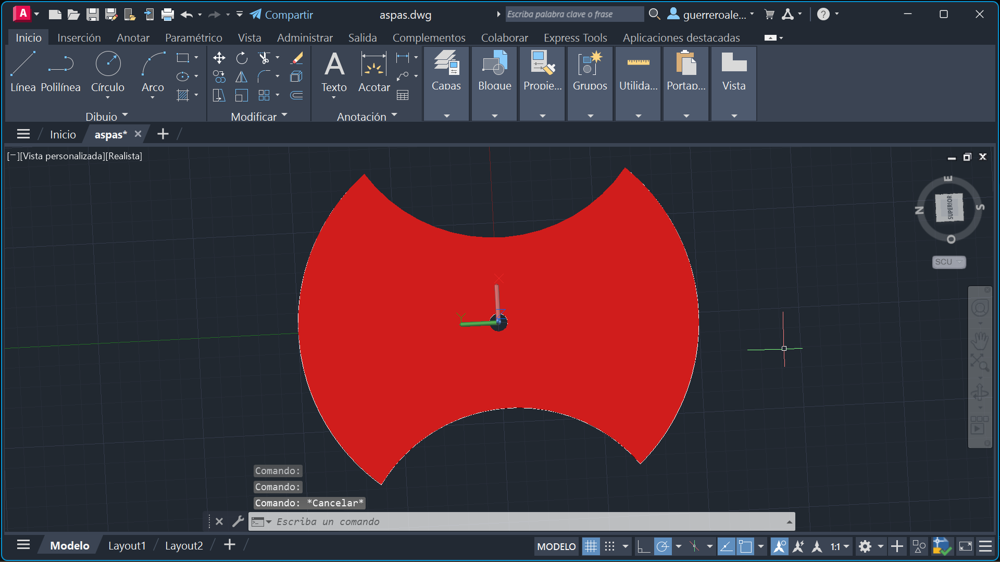 A
Compartir
aspas.dwg
Escriba palabra clave o frase
guerreroale...
?
Inicio
Inserción
Anotar
Paramétrico
Vista
Administrar
Salida
Complementos
Colaborar
Express Tools
Aplicaciones destacadas
Línea
Polilínea
Círculo
Arco
A
Texto
Acotar
Capas
Bloque
Propie...
Grupos
Utilida...
Portap...
Vista
Dibujo
Modificar
Anotación
Inicio
aspas*
[−][Vista personalizada][Realista]
E
N
SUPERIOR
S
O
SCU
X
Y
Z
Comando:
Comando:
Comando: *Cancelar*
Escriba un comando
Modelo
Layout1
Layout2
MODELO
1:1